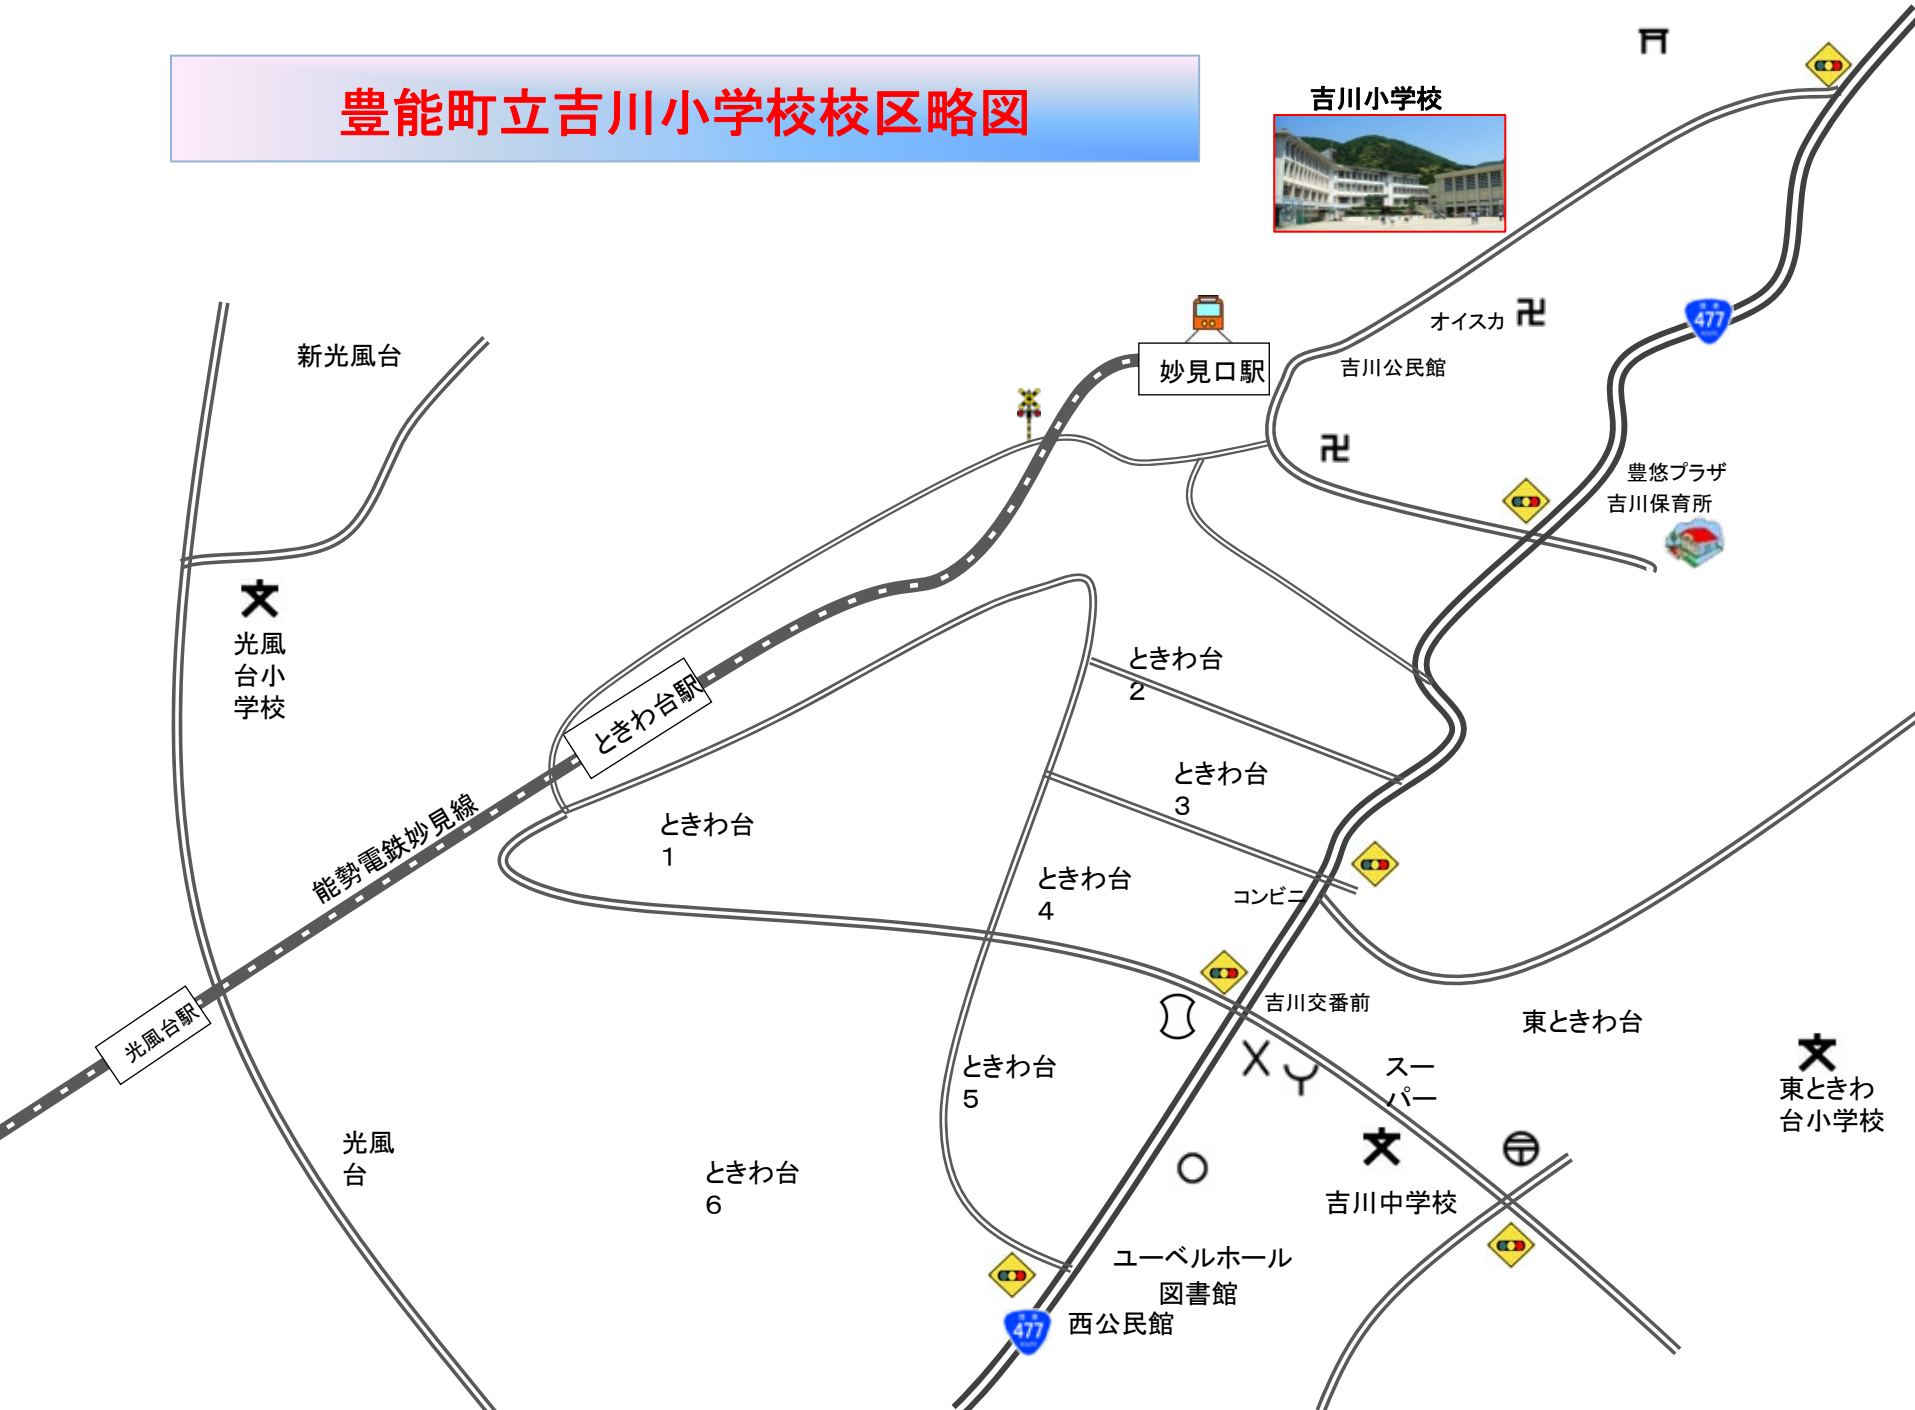 豊能町立吉川小学校校区略図
吉川小学校
477
オイスカ
新光風台
妙見口駅
吉川公民館
豊悠プラザ
吉川保育所
光風
台小
学校
ときわ台
2
ときわ台駅
ときわ台
3
能勢電鉄妙見線
ときわ台
1
ときわ台
4
コンビニ
吉川交番前
光風台駅
東ときわ台
ときわ台
5
スー
パー
東ときわ
台小学校
光風
台
ときわ台
6
吉川中学校
ユーベルホール
図書館
西公民館
477